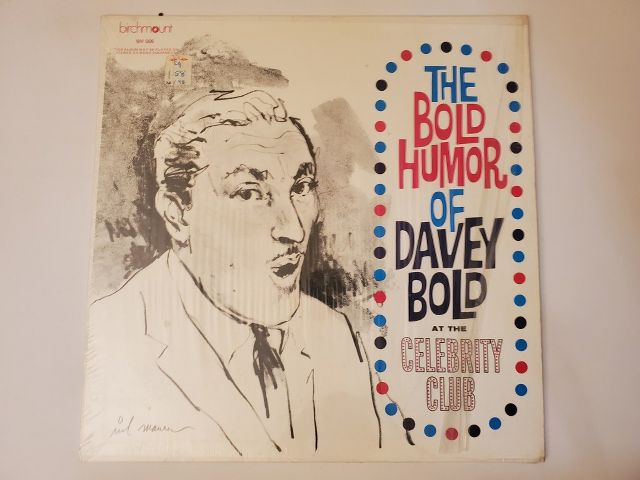 birchmount
THE
BOLD
HUMOR
OF
DAVEY
BOLD
AT THE
CELEBRITY
CLUB